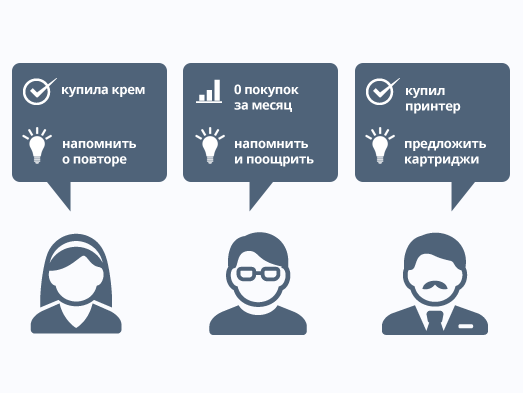 купила крем
напомнить
о повторе
0 покупок
за месяц
напомнить
и поощрить
купил
принтер
предложить
картриджи